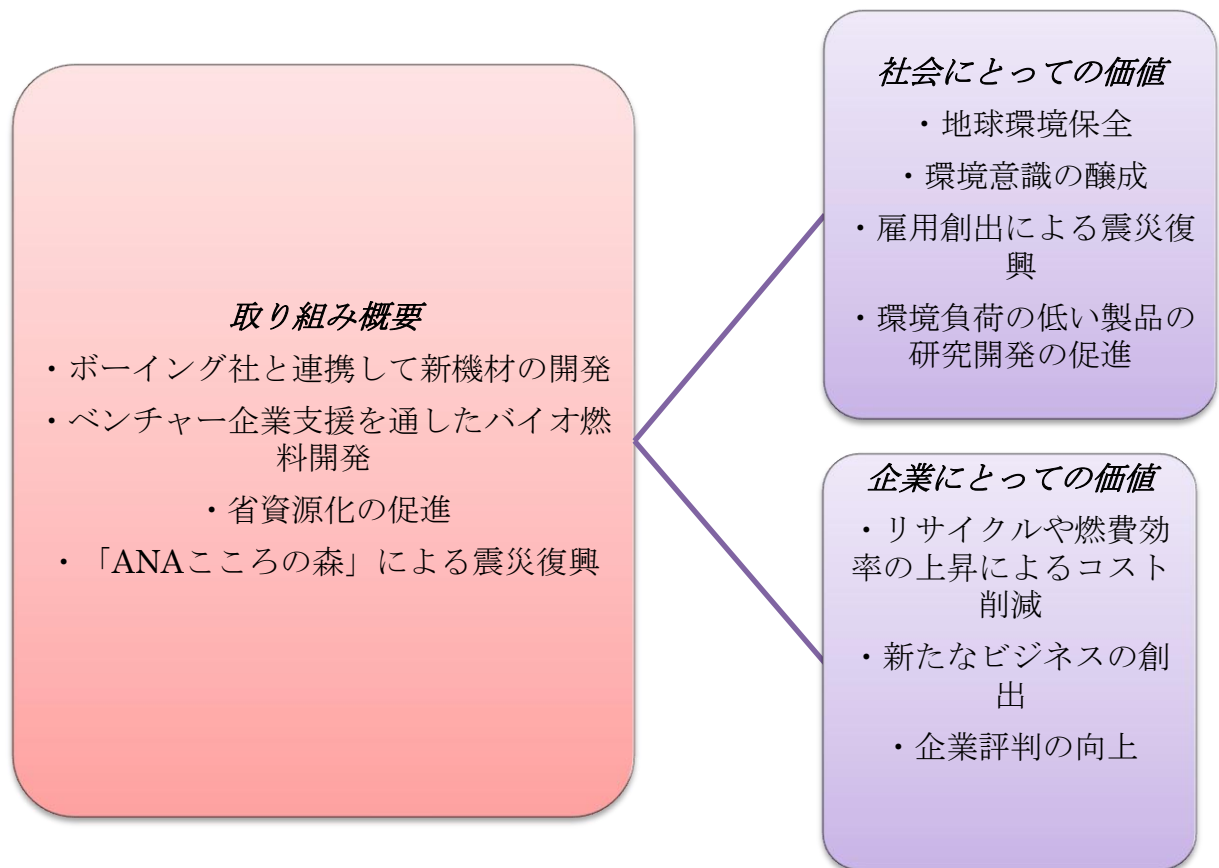 取り組み概要
・ボーイング社と連携して新機材の開発
・ベンチャー企業支援を通したバイオ燃
料開発
・省資源化の促進
・「ANAこころの森」による震災復興
社会にとっての価値
・地球環境保全
・環境意識の醸成
・雇用創出による震災復
興
・環境負荷の低い製品の
研究開発の促進
企業にとっての価値
・リサイクルや燃費効
率の上昇によるコスト
削減
・新たなビジネスの創
出
・企業評判の向上